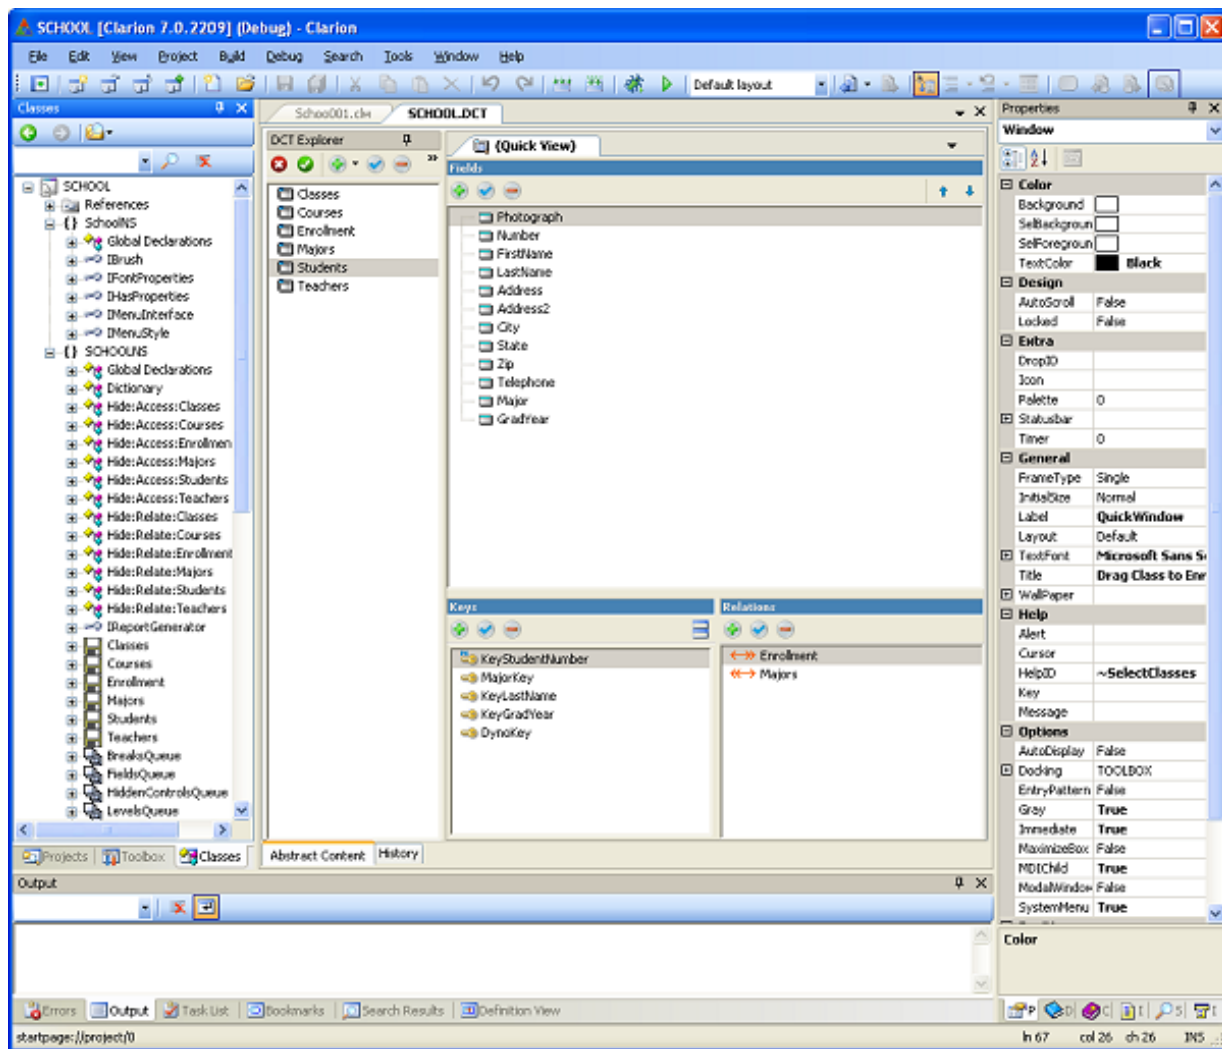 SCHOOL [Clarion 7.0.2209] (Debug) - Clarion
File Edit View Project Build Debug Search Tools Window Help
Default layout
Classes
SCHOOL
References
SchoolNS
Global Declarations
IBrush
IFontProperties
IHasProperties
IMenuInterface
IMenuStyle
SCHOOLNS
Global Declarations
Dictionary
Hide:Access:Classes
Hide:Access:Courses
Hide:Access:Enrollmen
Hide:Access:Majors
Hide:Access:Students
Hide:Access:Teachers
Hide:Relate:Classes
Hide:Relate:Courses
Hide:Relate:Enrollment
Hide:Relate:Majors
Hide:Relate:Students
Hide:Relate:Teachers
IReportGenerator
Classes
Courses
Enrollment
Majors
Students
Teachers
BreaksQueue
FieldsQueue
HiddenControlsQueue
LevelsQueue
Projects Toolbox Classes
Schoo001.clw SCHOOL.DCT
DCT Explorer
Classes
Courses
Enrollment
Majors
Students
Teachers
Abstract Content History
{Quick View}
Fields
Photograph
Number
FirstName
LastName
Address
Address2
City
State
Zip
Telephone
Major
GradYear
Keys
KeyStudentNumber
MajorKey
KeyLastName
KeyGradYear
DynoKey
Relations
Enrollment
Majors
Properties
Window
Color
Background
SelBackgroun
SelForegroun
TextColor Black
Design
AutoScroll False
Locked False
Extra
DropID
Icon
Palette 0
Statusbar
Timer 0
General
FrameType Single
InitialSize Normal
Label QuickWindow
Layout Default
TextFont Microsoft Sans Se
Title Drag Class to Enr
WallPaper
Help
Alert
Cursor
HelpID ~SelectClasses
Key
Message
Options
AutoDisplay False
Docking TOOLBOX
EntryPattern False
Gray True
Immediate True
MaximizeBox False
MDIChild True
ModalWindow False
SystemMenu True
Color
Output
Errors Output Task List Bookmarks Search Results Definition View
startpage://project/0
ln 67 col 26 ch 26 INS